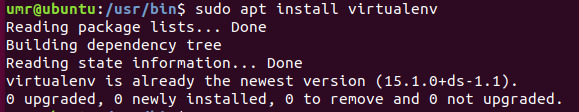 umr@ubuntu:/usr/bin$ sudo apt install virtualenv
Reading package lists... Done
Building dependency tree
Reading state information... Done
virtualenv is already the newest version (15.1.0+ds-1.1).
0 upgraded, 0 newly installed, 0 to remove and 0 not upgraded.